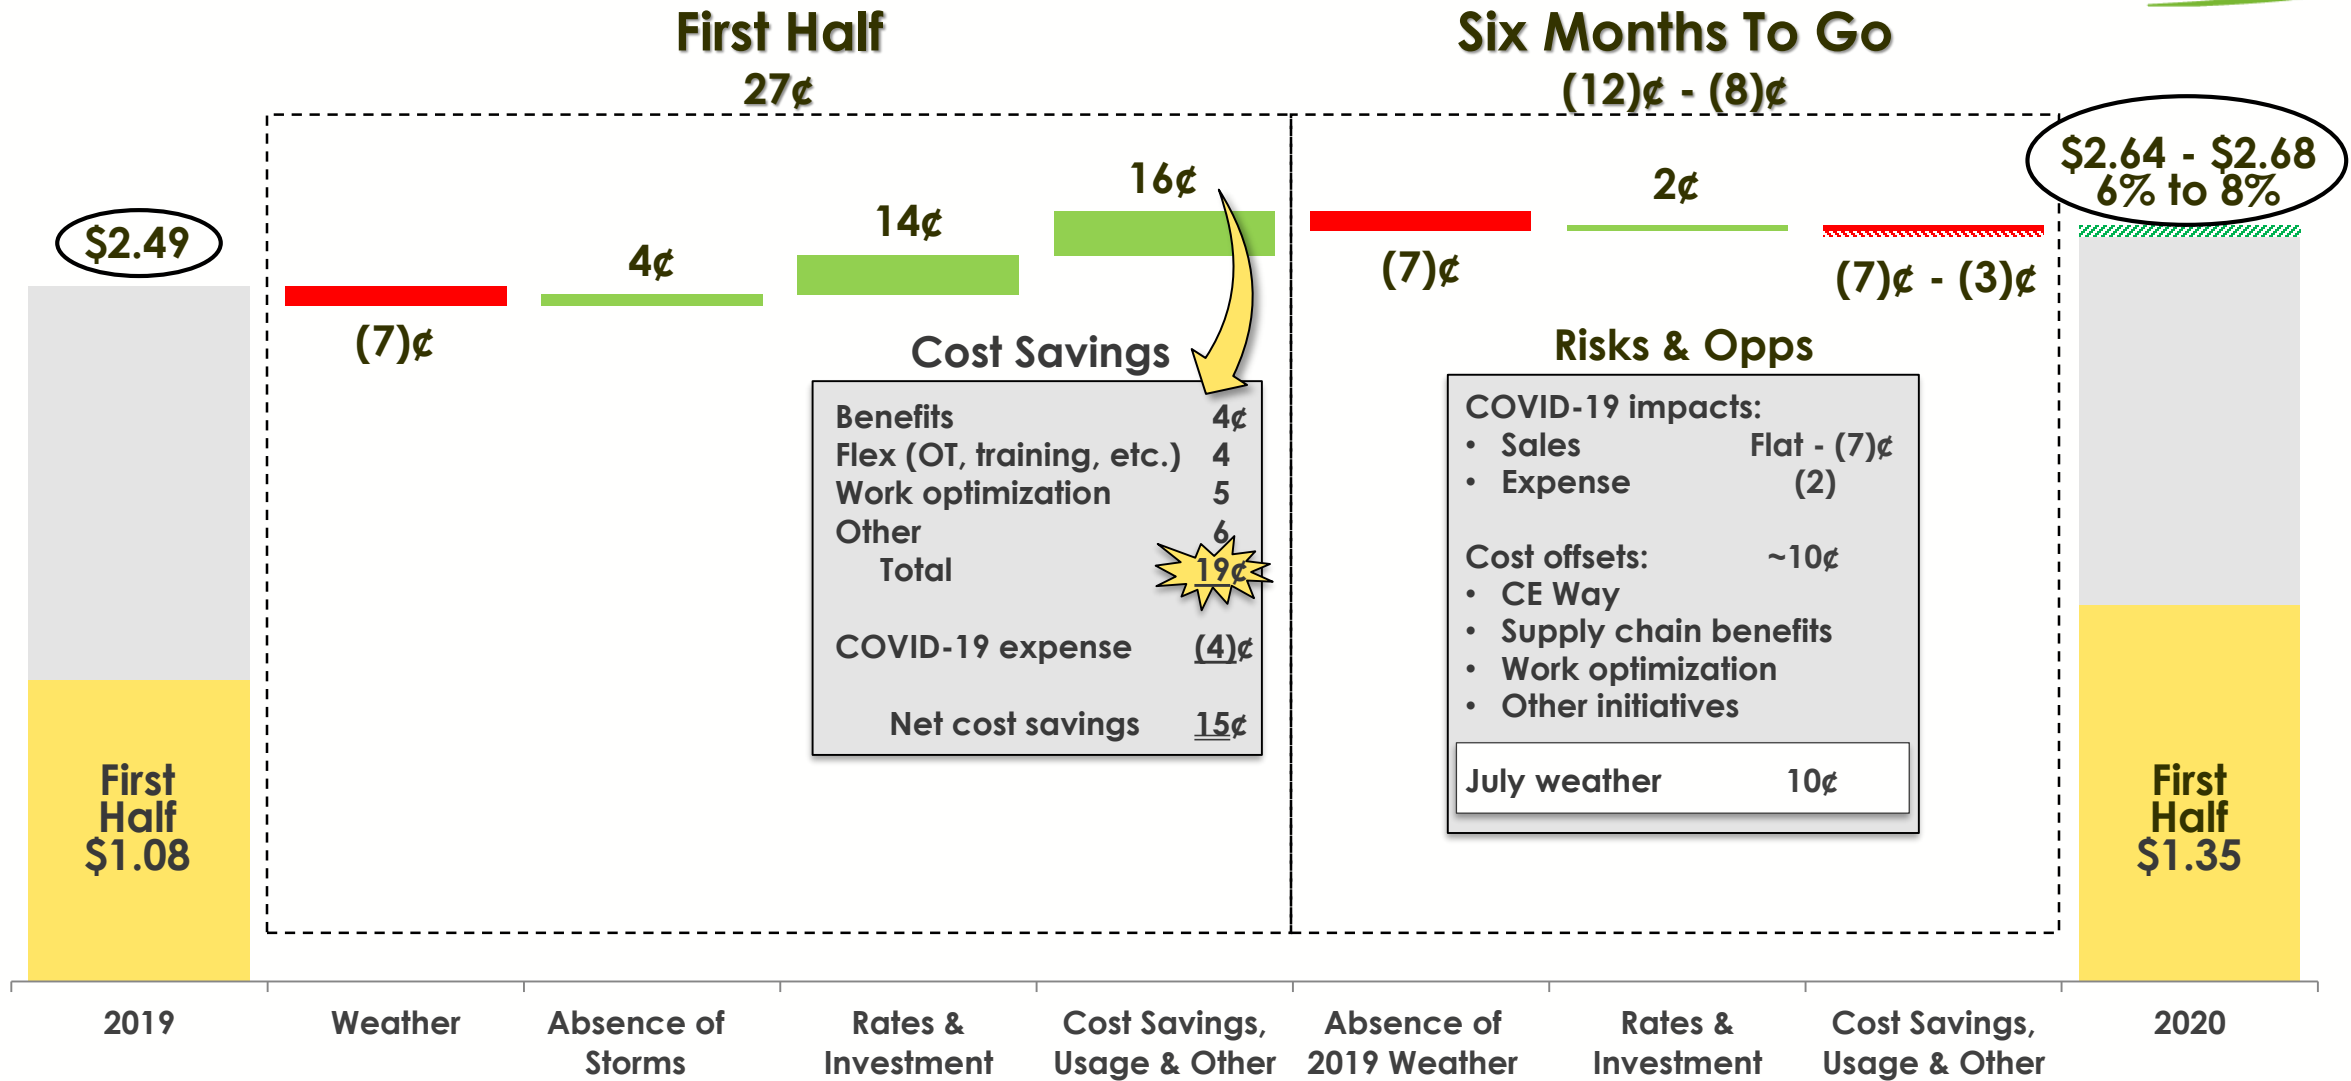 First Half
27¢
Six Months To Go
(12)¢ - (8)¢
$2.49
(7)¢
4¢
14¢
16¢
(7)¢
2¢
(7)¢ - (3)¢
$2.64 - $2.68
6% to 8%
Cost Savings
Benefits 4¢
Flex (OT, training, etc.) 4
Work optimization 5
Other 6
Total 19¢
COVID-19 expense (4)¢
Net cost savings 15¢
Risks & Opps
COVID-19 impacts:
• Sales Flat - (7)¢
• Expense (2)
Cost offsets: ~10¢
• CE Way
• Supply chain benefits
• Work optimization
• Other initiatives
July weather 10¢
First
Half
$1.08
First
Half
$1.35
2019
Weather
Absence of
Storms
Rates &
Investment
Cost Savings,
Usage & Other
Absence of
2019 Weather
Rates &
Investment
Cost Savings,
Usage & Other
2020